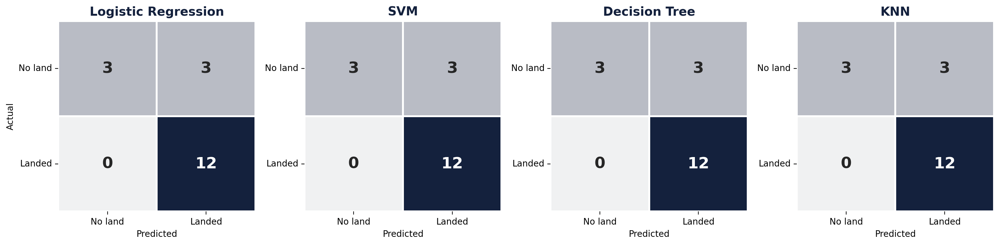 Logistic Regression
SVM
Decision Tree
KNN
Actual
No land
3
3
Landed
0
12
No land
Landed
Predicted
No land
3
3
Landed
0
12
No land
Landed
Predicted
No land
3
3
Landed
0
12
No land
Landed
Predicted
No land
3
3
Landed
0
12
No land
Landed
Predicted